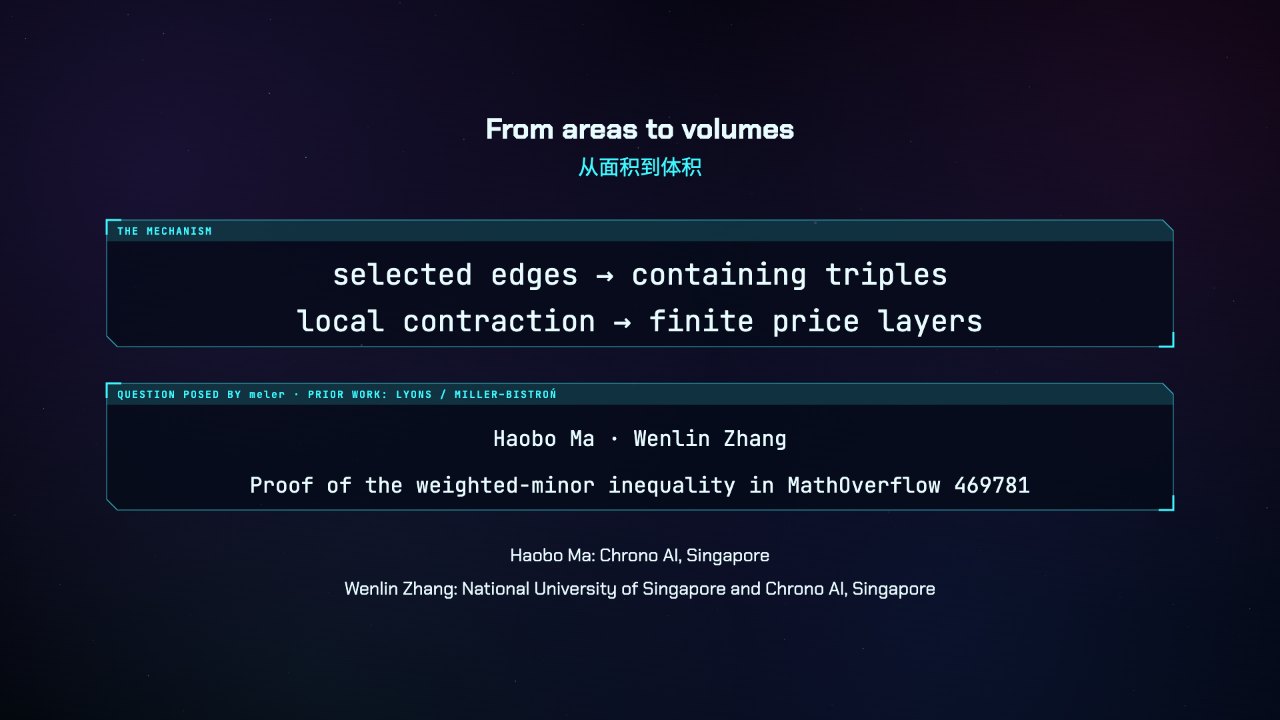 From areas to volumes
从面积到体积
THE MECHANISM
selected edges → containing triples
local contraction → finite price layers
QUESTION POSED BY meler · PRIOR WORK: LYONS / MILLER–BISTROŃ
Haobo Ma · Wenlin Zhang
Proof of the weighted-minor inequality in MathOverflow 469781
Haobo Ma: Chrono AI, Singapore
Wenlin Zhang: National University of Singapore and Chrono AI, Singapore